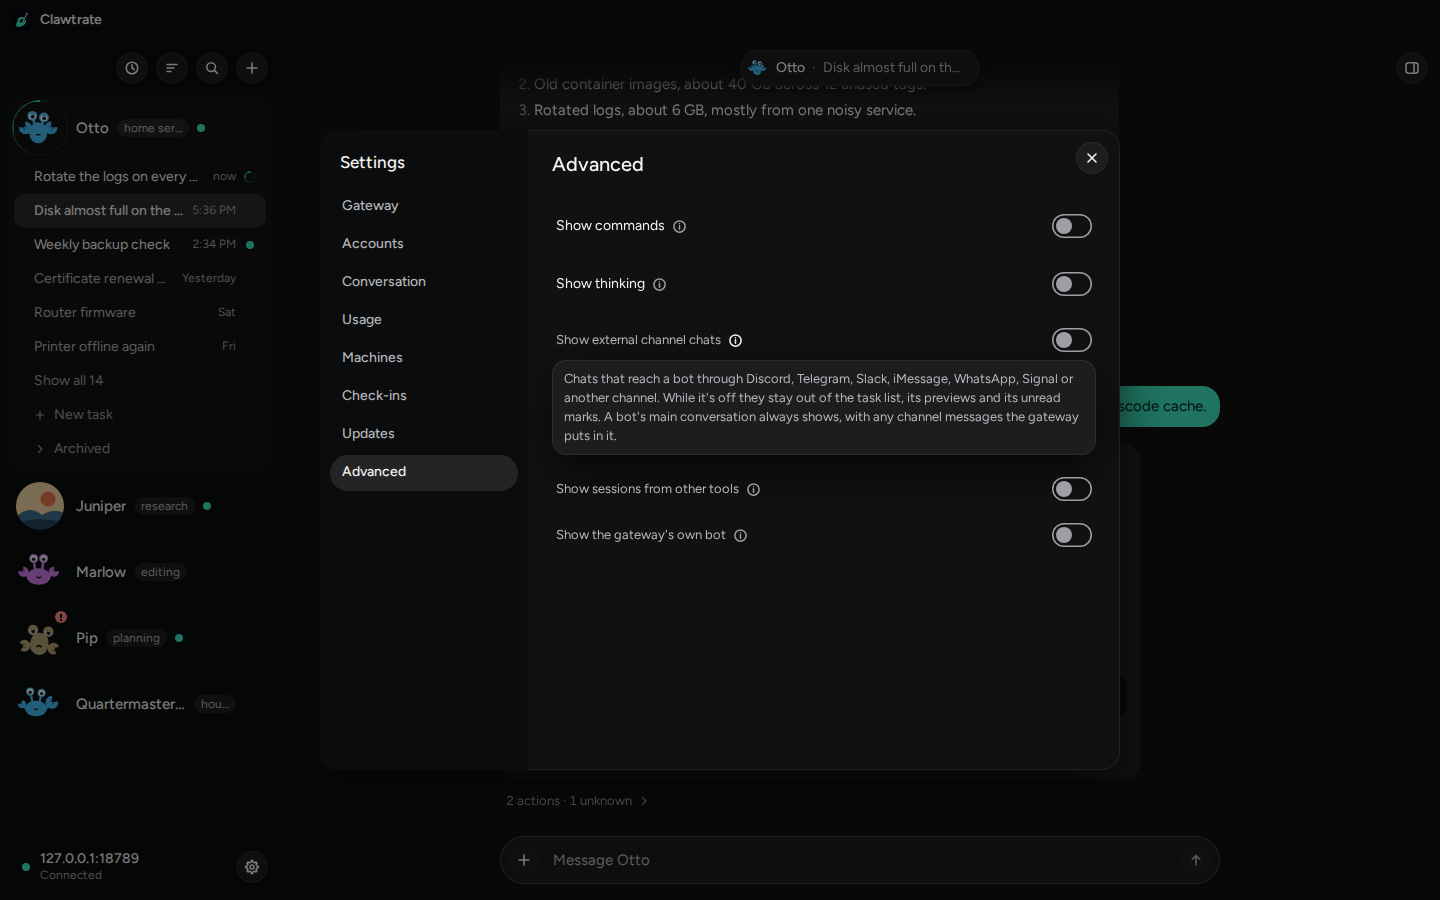 Clawtrate
Otto · Disk almost full on th...
Otto home ser...
Rotate the logs on every ... now
Disk almost full on the ... 5:36 PM
Weekly backup check 2:34 PM
Certificate renewal ... Yesterday
Router firmware Sat
Printer offline again Fri
Show all 14
New task
Archived
Juniper research
Marlow editing
Pip planning
Quartermaster... hou...
127.0.0.1:18789
Connected
2. Old container images, about 40 GB across 12 unused tags.
3. Rotated logs, about 6 GB, mostly from one noisy service.
Settings
Gateway
Accounts
Conversation
Usage
Machines
Check-ins
Updates
Advanced
Advanced
Show commands
Show thinking
Show external channel chats
Chats that reach a bot through Discord, Telegram, Slack, iMessage, WhatsApp, Signal or
another channel. While it's off they stay out of the task list, its previews and its unread
marks. A bot's main conversation always shows, with any channel messages the gateway
puts in it.
Show sessions from other tools
Show the gateway's own bot
scode cache.
2 actions · 1 unknown
Message Otto